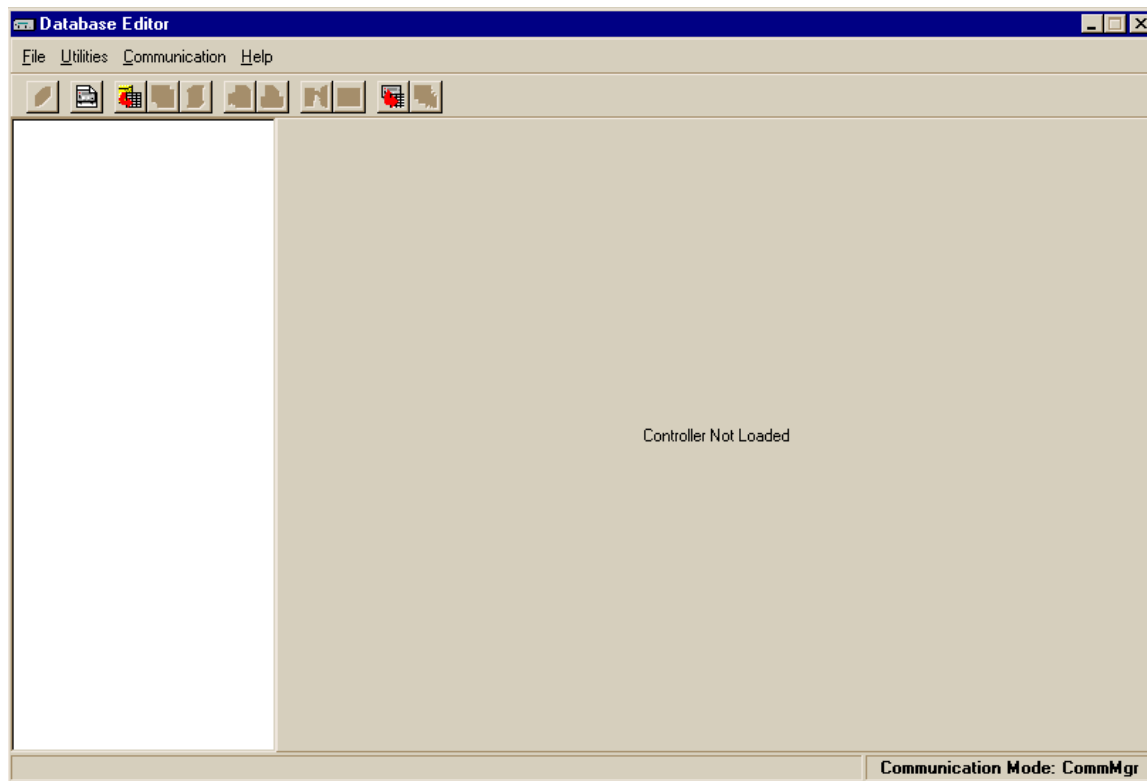 Database Editor
File Utilities Communication Help
Controller Not Loaded
Communication Mode: CommMgr